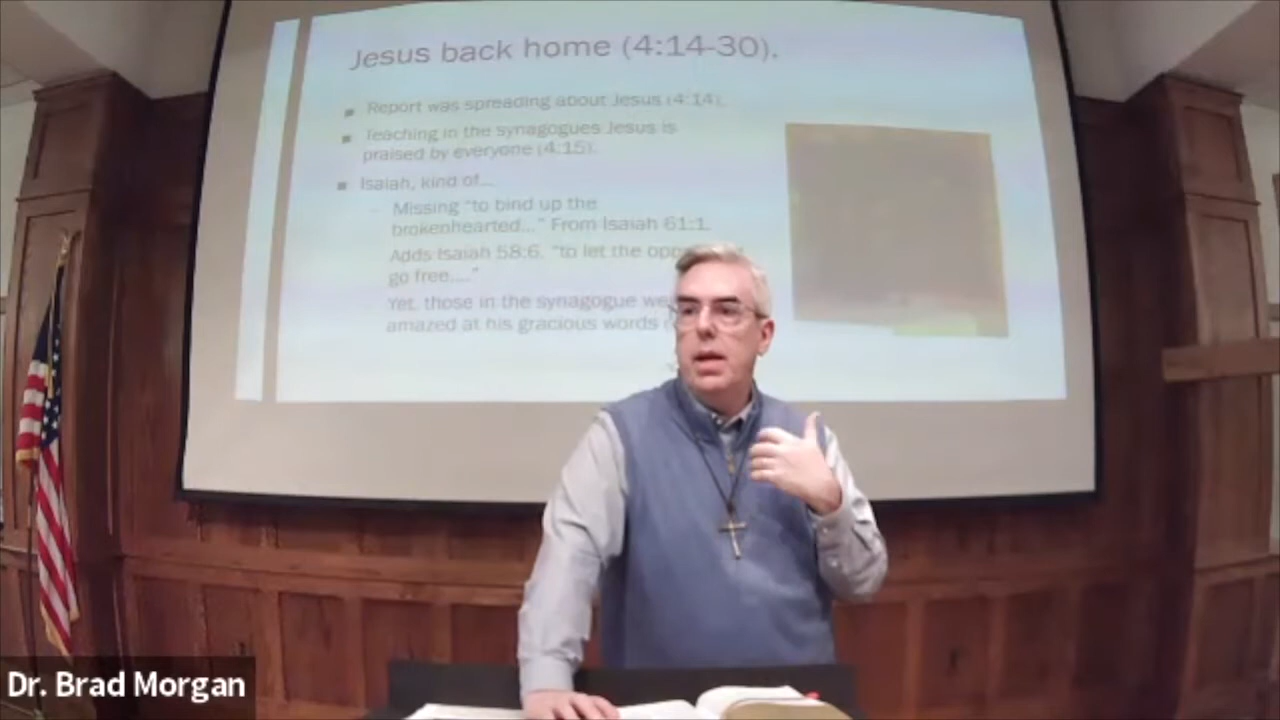 Jesus back home (4:14-30).
Report was spreading about Jesus (4:14).
Teaching in the synagogues Jesus is
praised by everyone (4:15).
Isaiah, kind of...
Missing "to bind up the
brokenhearted..." From Isaiah 61:1.
Adds Isaiah 58:6. "to let the
go free...."
Yet, those in the synagogue
amazed at his gracious words
Dr. Brad Morgan